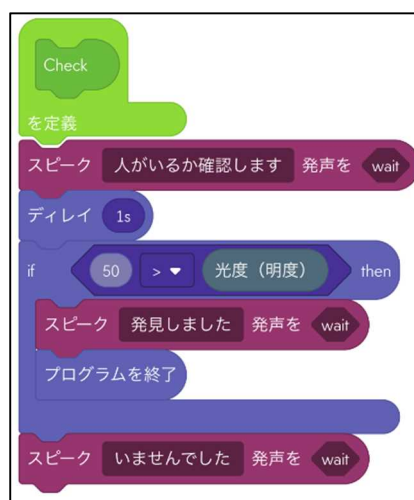 Check
を定義
スピーク 人がいるか確認します 発声を wait
ディレイ 1s
if 50 > 光度（明度） then
スピーク 発見しました 発声を wait
プログラムを終了
スピーク いませんでした 発声を wait